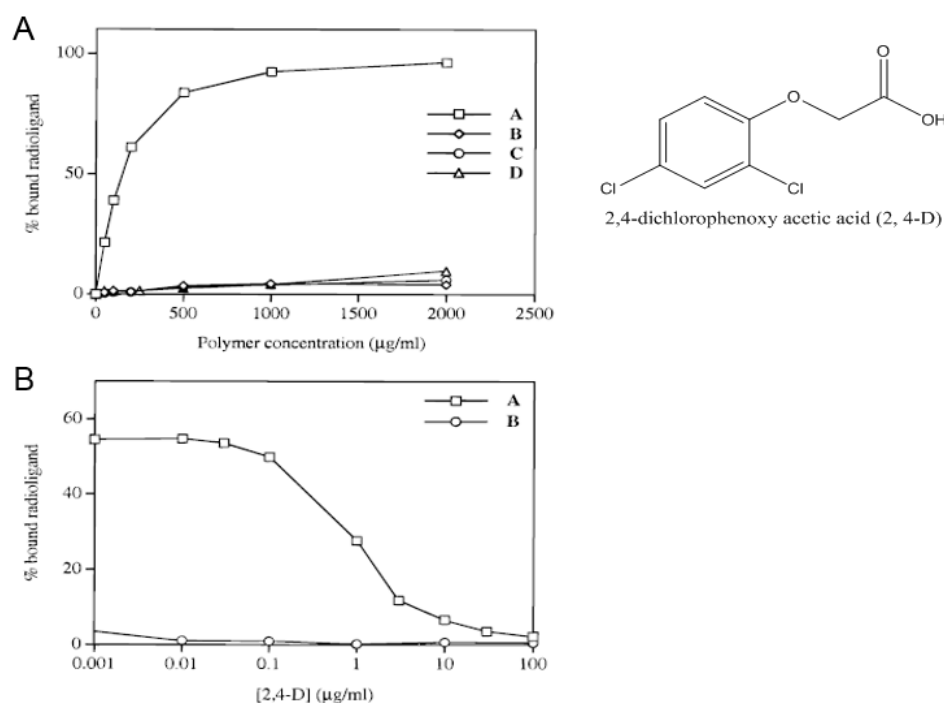 A
100
50
0
% bound radioligand
A
B
C
D
0
500
1000
1500
2000
2500
Polymer concentration (μg/ml)
O
O
OH
Cl
Cl
2,4-dichlorophenoxy acetic acid (2, 4-D)
B
60
40
20
0
% bound radioligand
A
B
0.001
0.01
0.1
1
10
100
[2,4-D] (μg/ml)